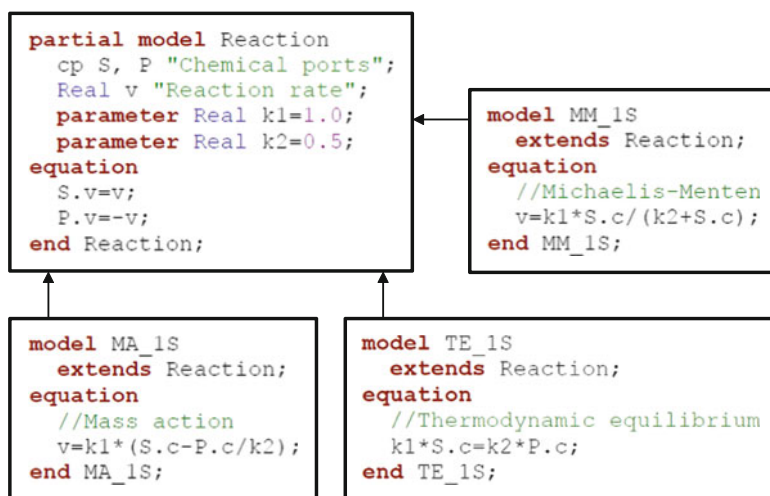 partial model Reaction
cp S, P "Chemical ports";
Real v "Reaction rate";
parameter Real k1=1.0;
parameter Real k2=0.5;
equation
S.v=v;
P.v=-v;
end Reaction;
model MM_1S
extends Reaction;
equation
//Michaelis-Menten
v=k1*S.c/(k2+S.c);
end MM_1S;
model MA_1S
extends Reaction;
equation
//Mass action
v=k1*(S.c-P.c/k2);
end MA_1S;
model TE_1S
extends Reaction;
equation
//Thermodynamic equilibrium
k1*S.c=k2*P.c;
end TE_1S;